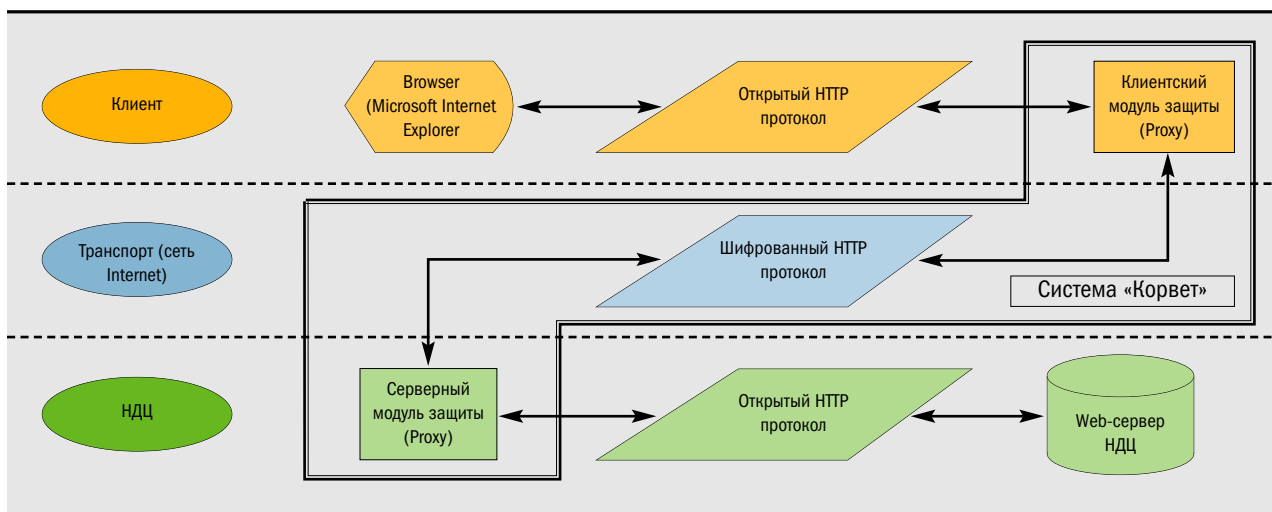 Клиент
Browser
(Microsoft Internet
Explorer
Открытый HTTP
протокол
Клиентский
модуль защиты
(Proxy)
Транспорт (сеть
Internet)
Шифрованный HTTP
протокол
Система «Корвет»
НДЦ
Серверный
модуль защиты
(Proxy)
Открытый HTTP
протокол
Web-сервер
НДЦ